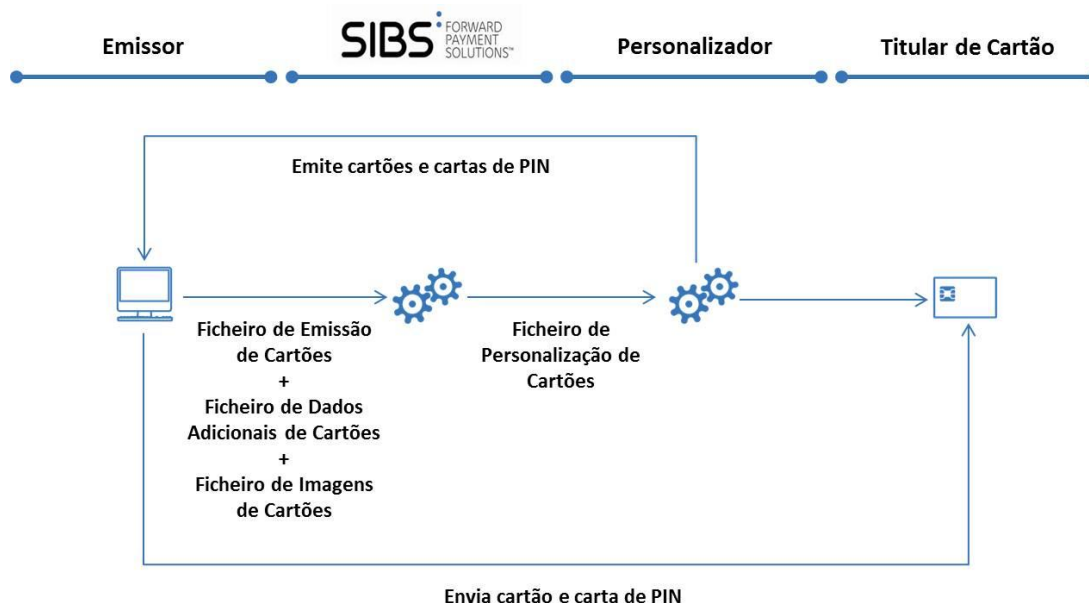 Emissor
SIBS
FORWARD
PAYMENT
SOLUTIONS™
Personalizador
Titular de Cartão
Emite cartões e cartas de PIN
Ficheiro de Emissão
de Cartões
+
Ficheiro de Dados
Adicionais de Cartões
+
Ficheiro de Imagens
de Cartões
Ficheiro de
Personalização de
Cartões
Envia cartão e carta de PIN